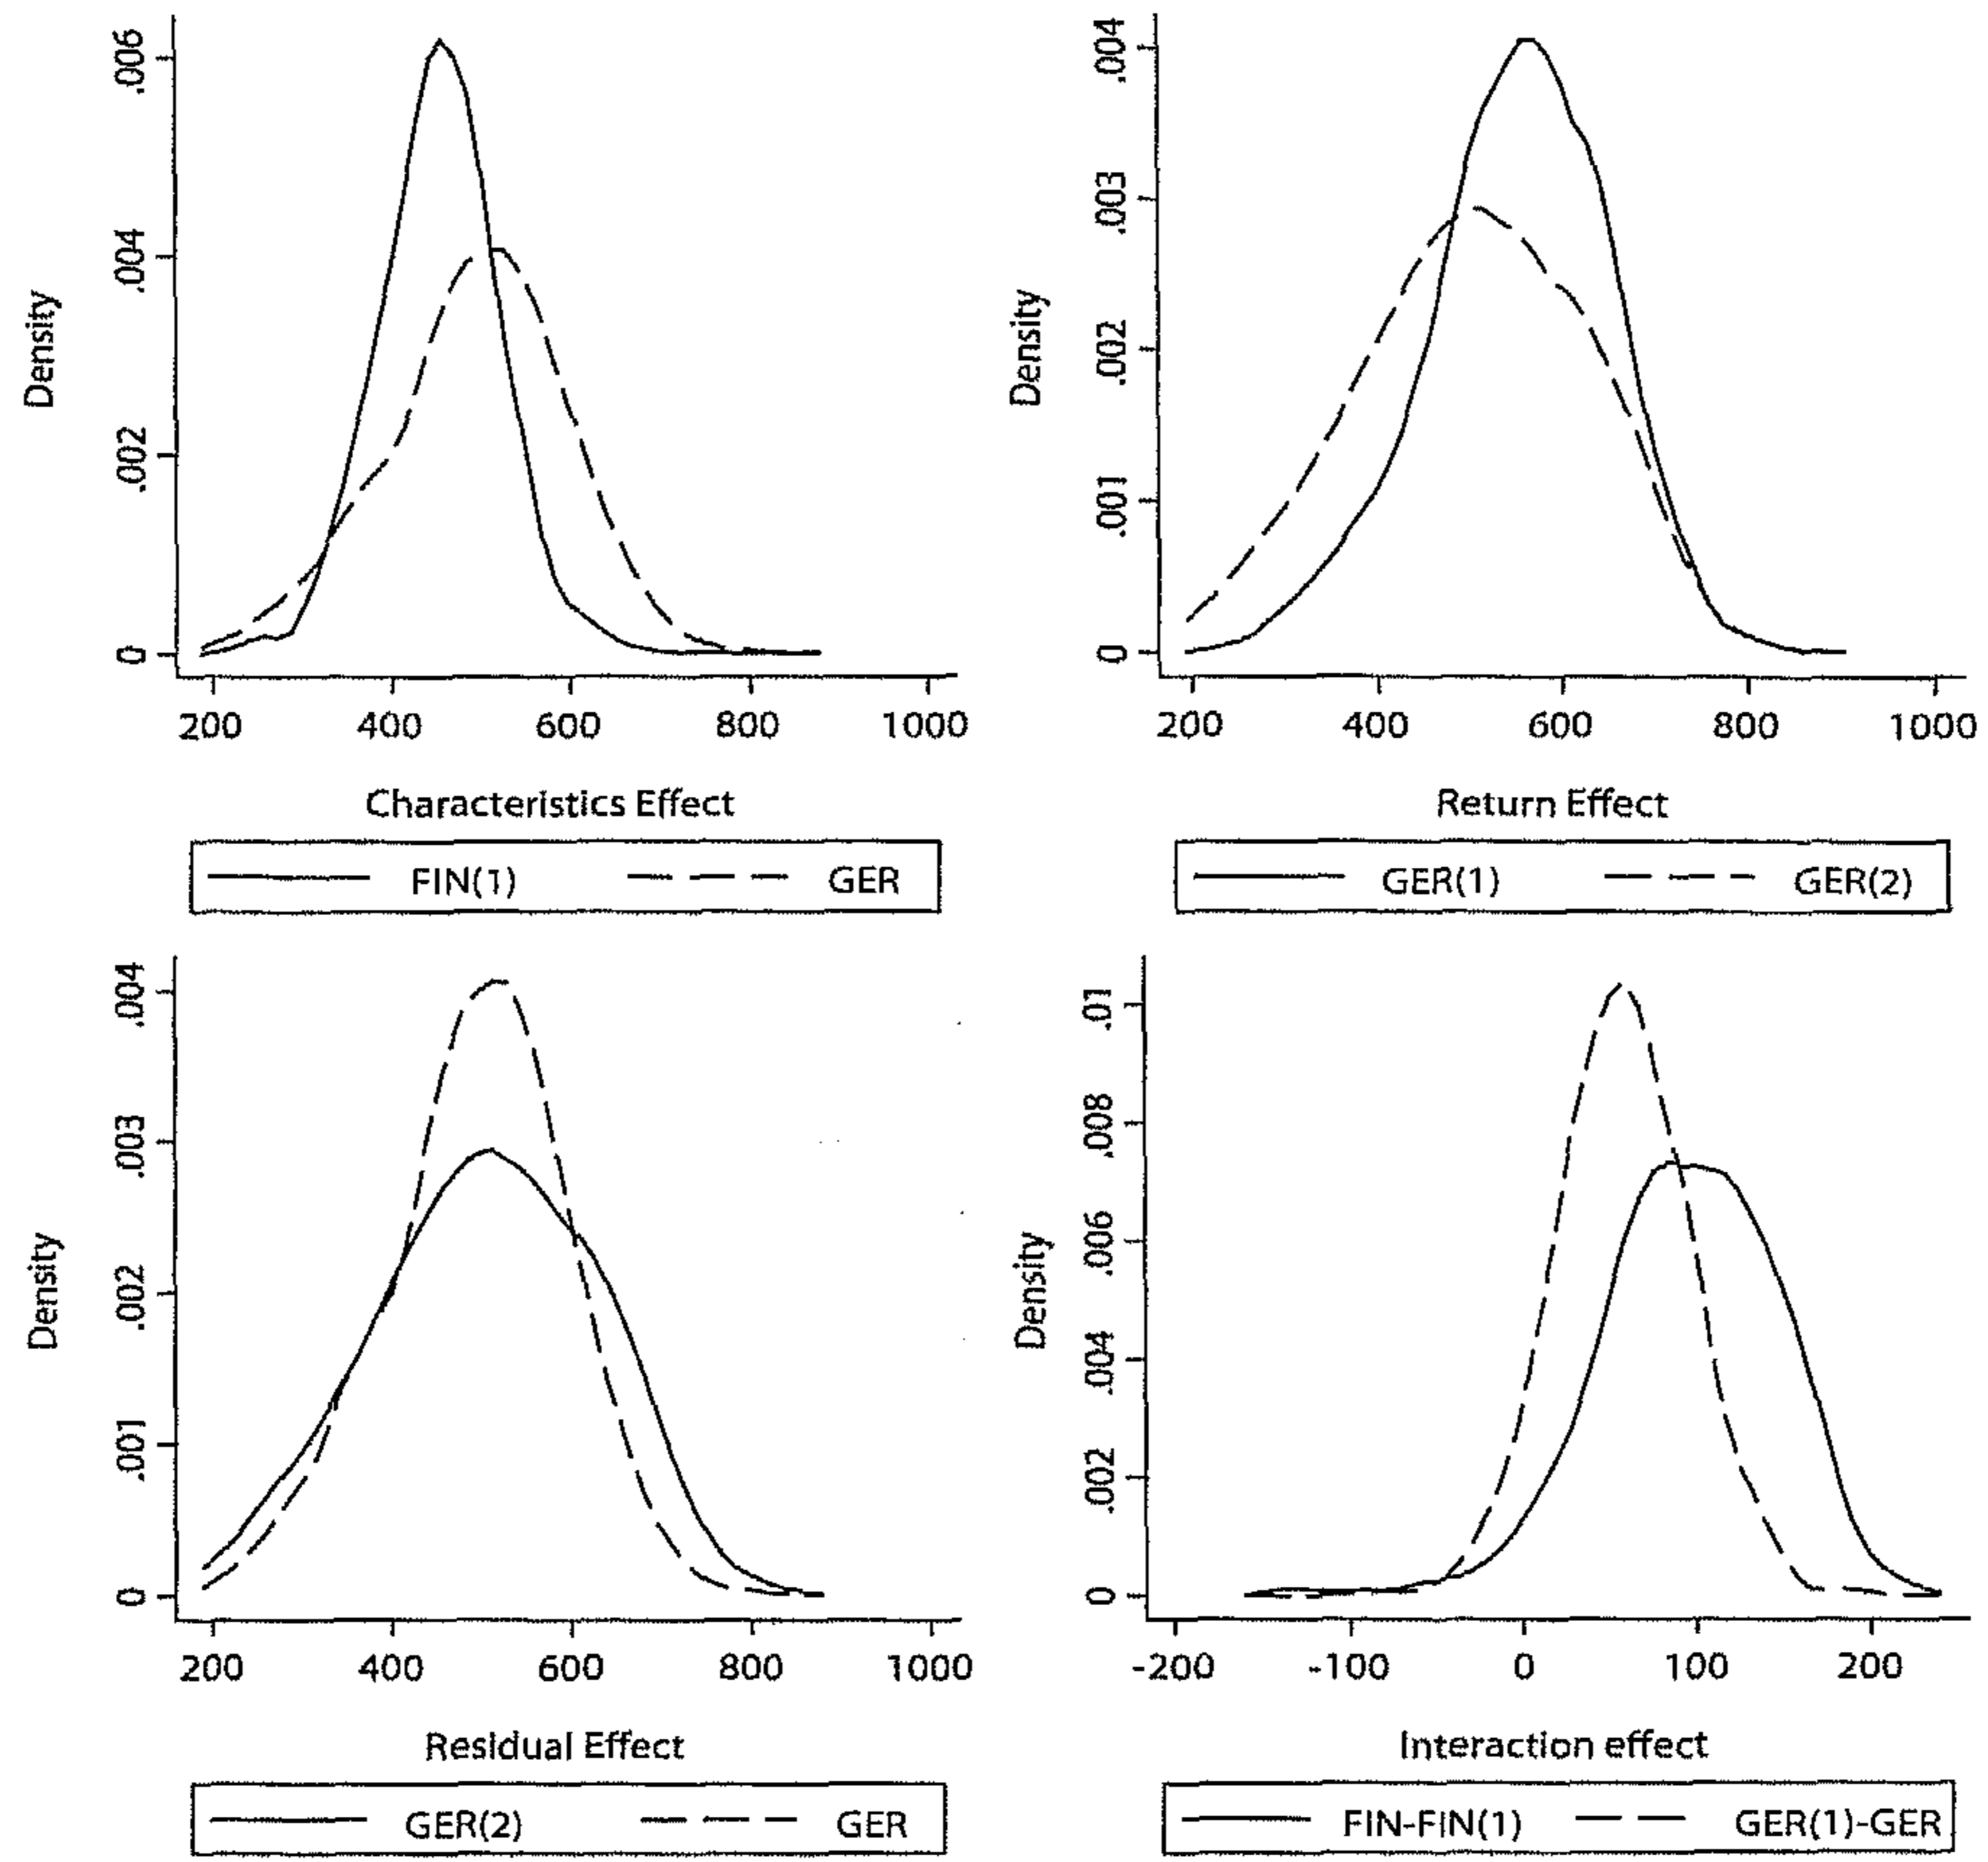 Density
.006
.004
.002
0
200 400 600 800 1000
Characteristics Effect
FIN(1) GER
Density
.004
.003
.002
.001
0
200 400 600 800 1000
Return Effect
GER(1) GER(2)
Density
.004
.003
.002
.001
0
200 400 600 800 1000
Residual Effect
GER(2) GER
Density
.01
.008
.006
.004
.002
0
-200 -100 0 100 200
Interaction effect
FIN-FIN(1) GER(1)-GER